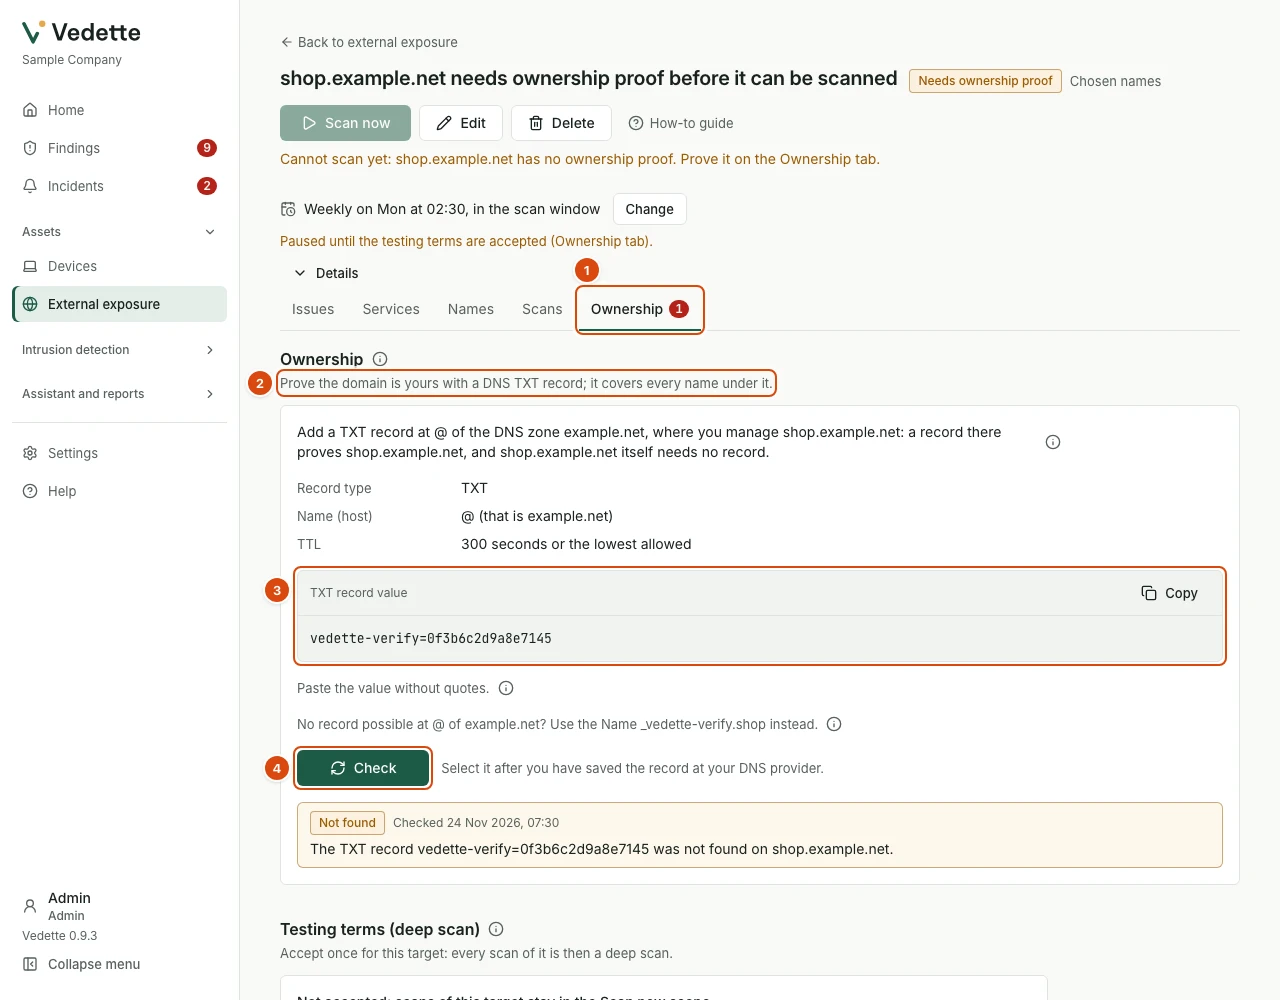 Vedette
Sample Company
Home
Findings 9
Incidents 2
Assets
Devices
External exposure
Intrusion detection
Assistant and reports
Settings
Help
Admin
Admin
Vedette 0.9.3
Collapse menu
Back to external exposure
shop.example.net needs ownership proof before it can be scanned Needs ownership proof Chosen names
Scan now Edit Delete How-to guide
Cannot scan yet: shop.example.net has no ownership proof. Prove it on the Ownership tab.
Weekly on Mon at 02:30, in the scan window Change
Paused until the testing terms are accepted (Ownership tab).
Details
1
Issues Services Names Scans Ownership 1
Ownership
2 Prove the domain is yours with a DNS TXT record; it covers every name under it.
Add a TXT record at @ of the DNS zone example.net, where you manage shop.example.net: a record there
proves shop.example.net, and shop.example.net itself needs no record.
Record type TXT
Name (host) @ (that is example.net)
TTL 300 seconds or the lowest allowed
3 TXT record value Copy
vedette-verify=0f3b6c2d9a8e7145
Paste the value without quotes.
No record possible at @ of example.net? Use the Name _vedette-verify.shop instead.
4 Check Select it after you have saved the record at your DNS provider.
Not found Checked 24 Nov 2026, 07:30
The TXT record vedette-verify=0f3b6c2d9a8e7145 was not found on shop.example.net.
Testing terms (deep scan)
Accept once for this target: every scan of it is then a deep scan.